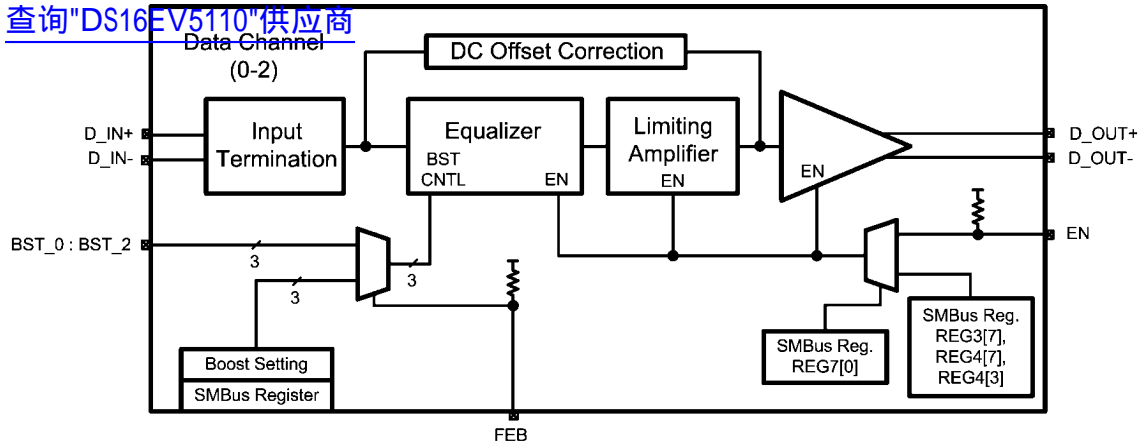 查询"DS16EV5110"供应商
Data Channel
(0-2)
DC Offset Correction
Input
Termination
Equalizer
BST
CNTL
EN
Limiting
Amplifier
EN
EN
D_IN+
D_IN-
D_OUT+
D_OUT-
BST_0 : BST_2
3
3
3
EN
Boost Setting
SMBus Register
SMBus Reg.
REG7[0]
SMBus Reg.
REG3[7],
REG4[7],
REG4[3]
FEB